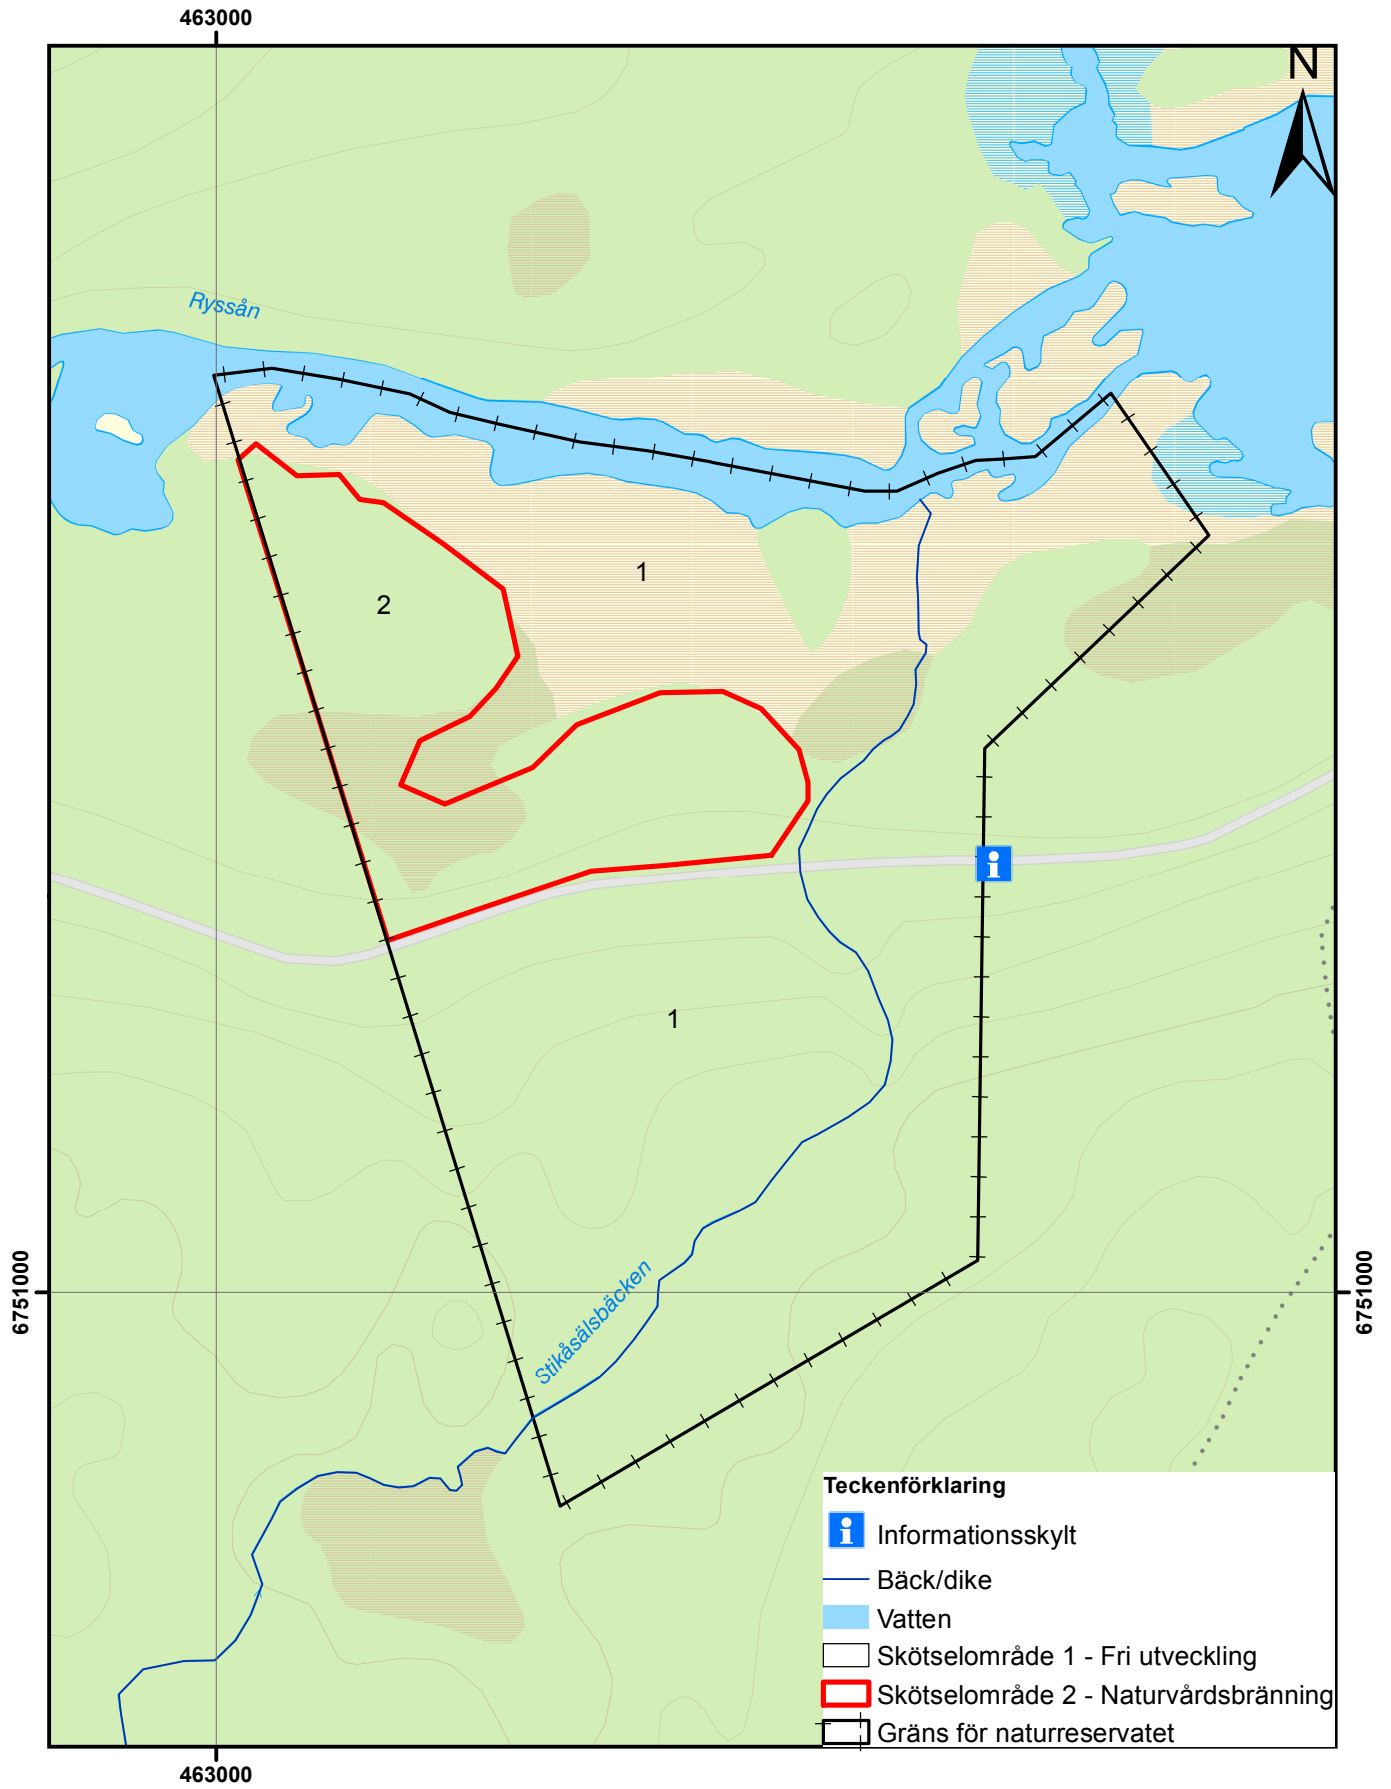 463000
N
Ryssån
1
2
1
Stikåsälsbäcken
6751000
6751000
Teckenförklaring
i Informationsskylt
Bäck/dike
Vatten
Skötselområde 1 - Fri utveckling
Skötselområde 2 - Naturvårdsbränning
Gräns för naturreservatet
463000